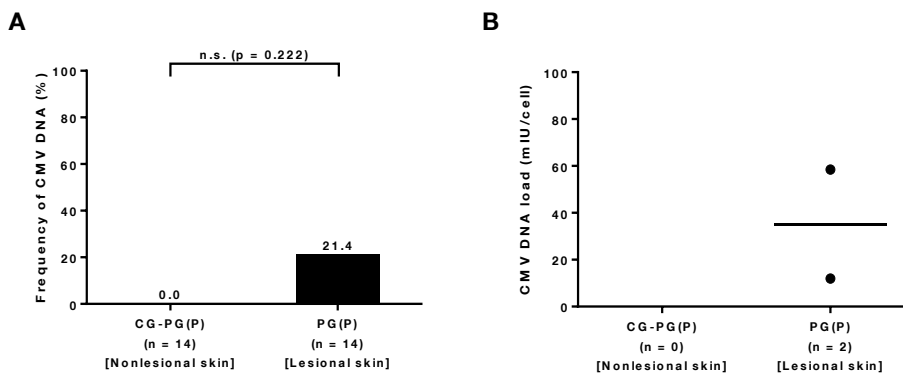 A
n.s. (p = 0.222)
Frequency of CMV DNA (%)
100
80
60
40
20
0
0.0
21.4
CG-PG(P)
(n = 14)
[Nonlesional skin]
PG(P)
(n = 14)
[Lesional skin]
B
CMV DNA load (mIU/cell)
100
80
60
40
20
0
CG-PG(P)
(n = 0)
[Nonlesional skin]
PG(P)
(n = 2)
[Lesional skin]